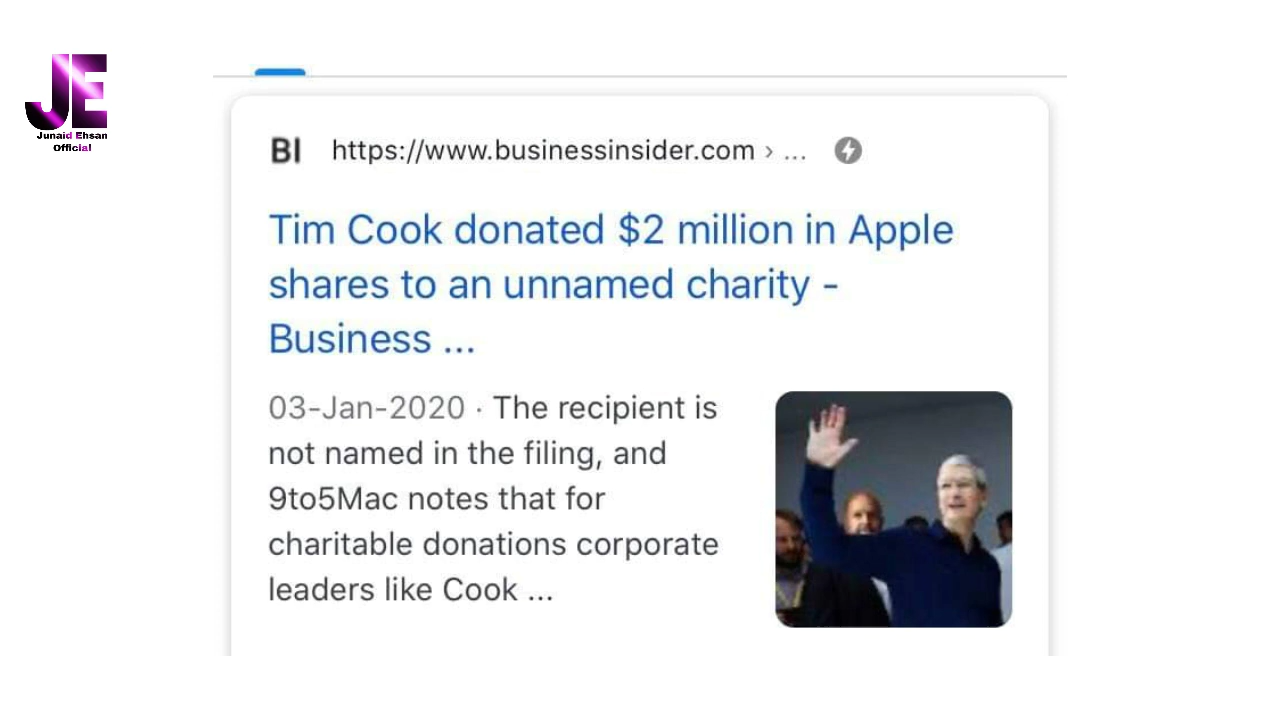 JE
Junaid Ehsan
Official
BI https://www.businessinsider.com › ...
Tim Cook donated $2 million in Apple
shares to an unnamed charity -
Business ...
03-Jan-2020 · The recipient is
not named in the filing, and
9to5Mac notes that for
charitable donations corporate
leaders like Cook ...